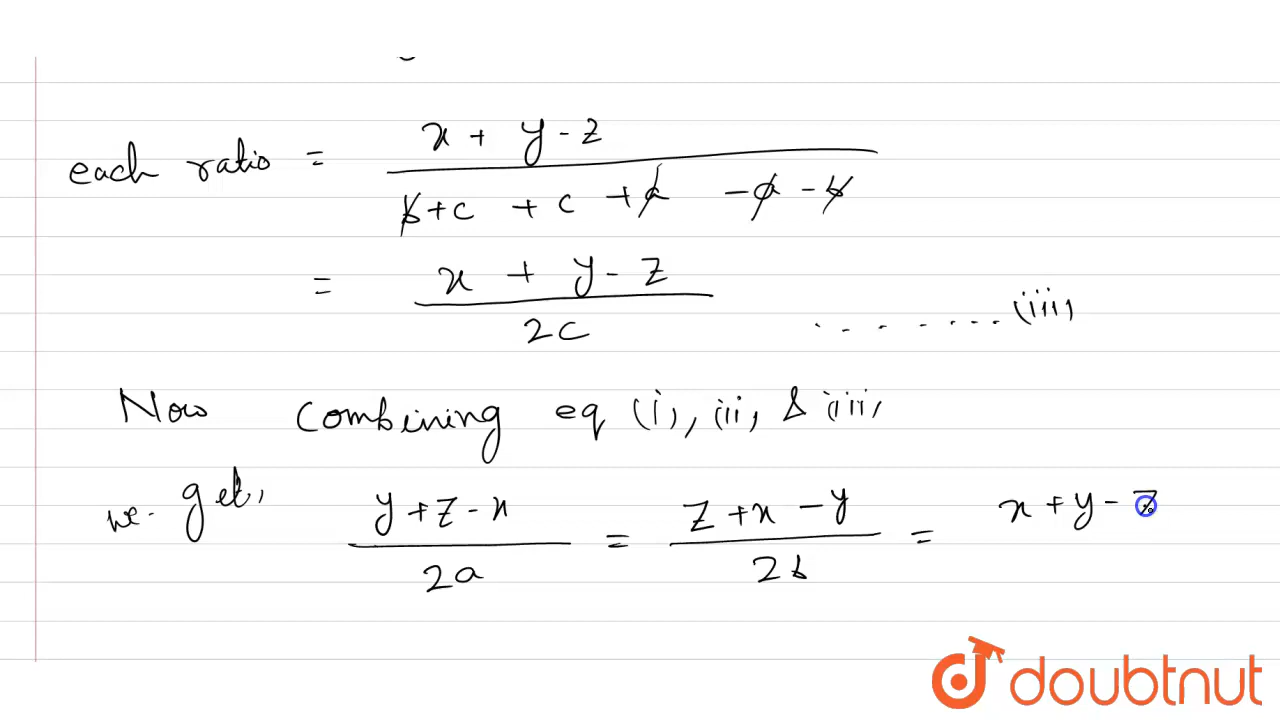 each ratio = x + y - z
b + c + c + a - a - b
= x + y - z
2c ........ (iii)
Now Combining eq (i), (ii), & (iii)
we get, y + z - x / 2a = z + x - y / 2b = x + y - z
doubtnut